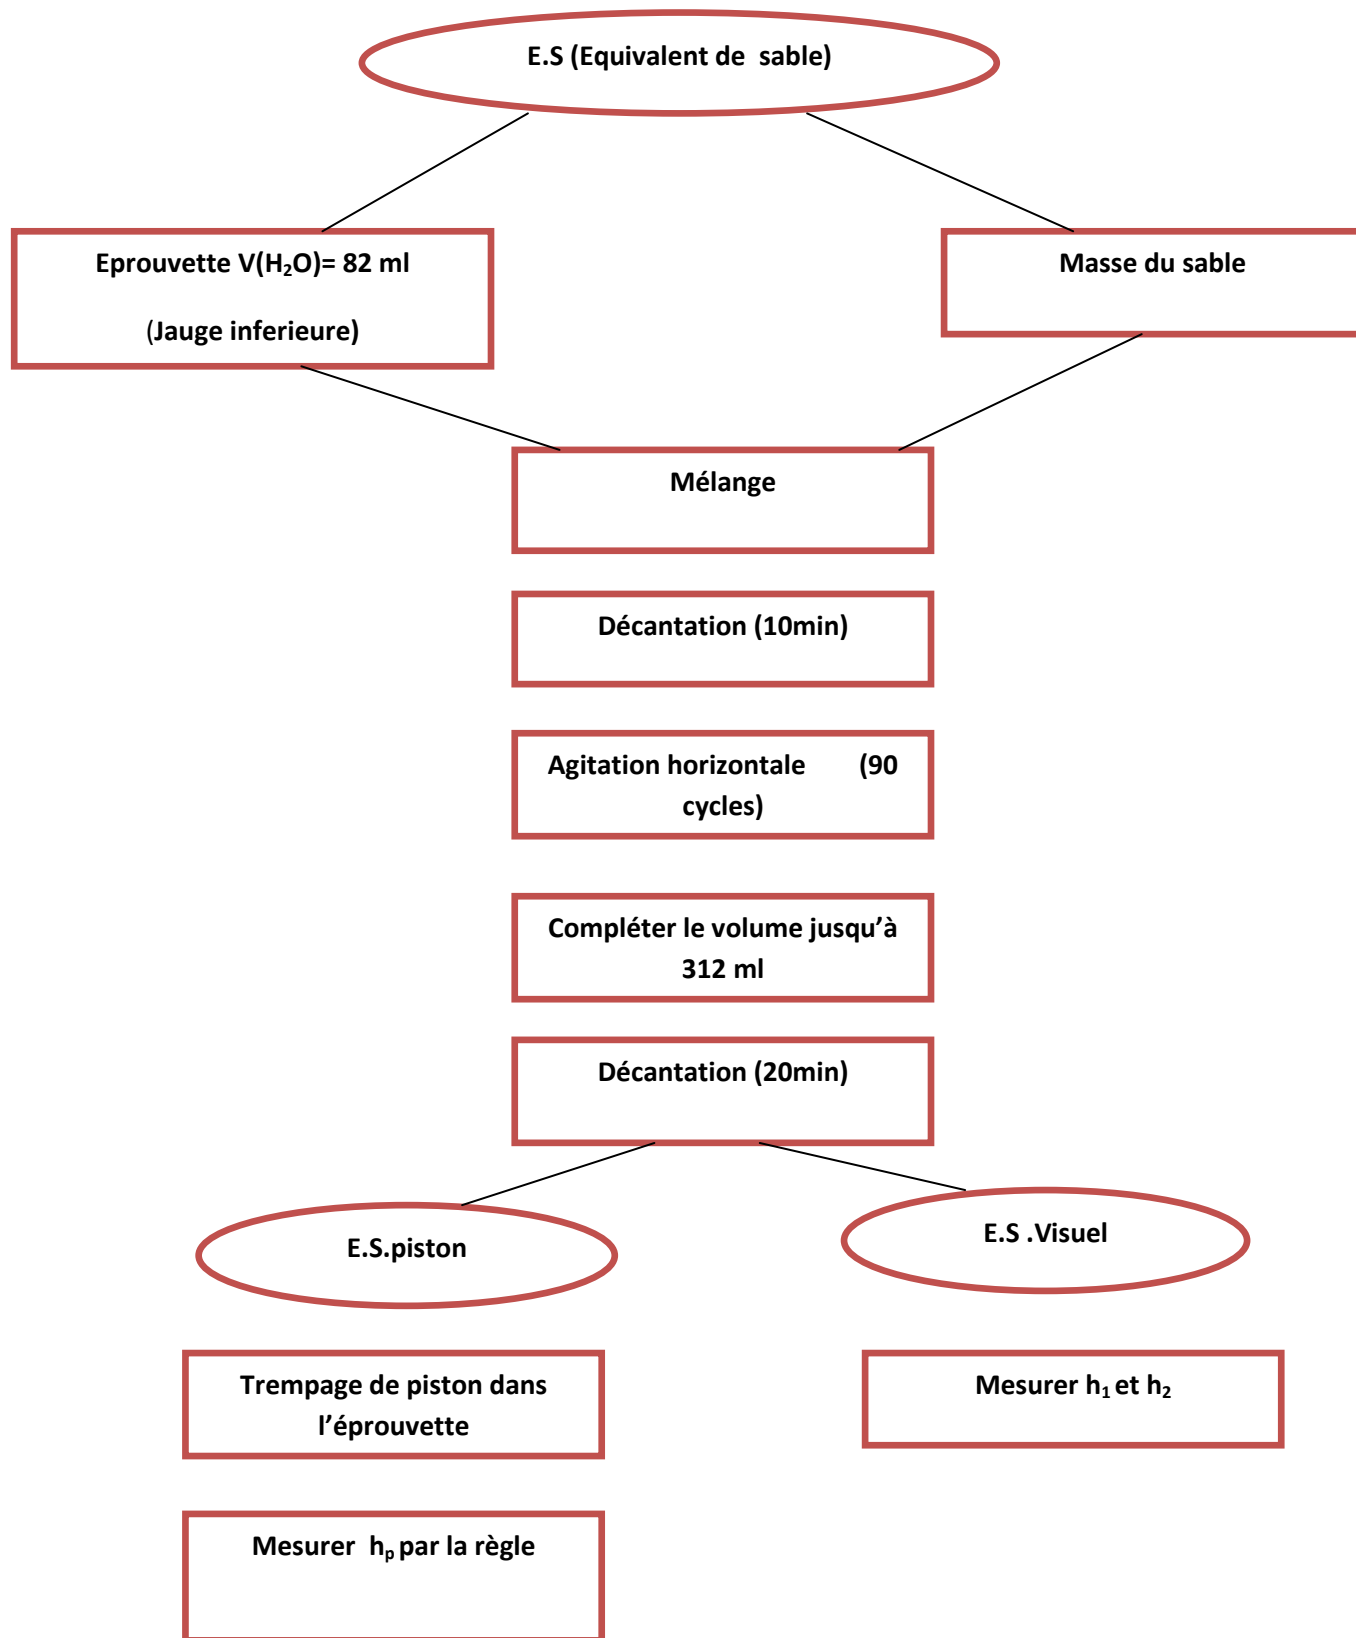 E.S (Equivalent de  sable)
Eprouvette V(H₂O)= 82 ml
(Jauge inferieure)
Masse du sable
Mélange
Décantation (10min)
Agitation horizontale (90
cycles)
Compléter le volume jusqu’à
312 ml
Décantation (20min)
E.S.piston
E.S .Visuel
Trempage de piston dans
l’éprouvette
Mesurer h₁ et h₂
Mesurer  hₚ par la règle